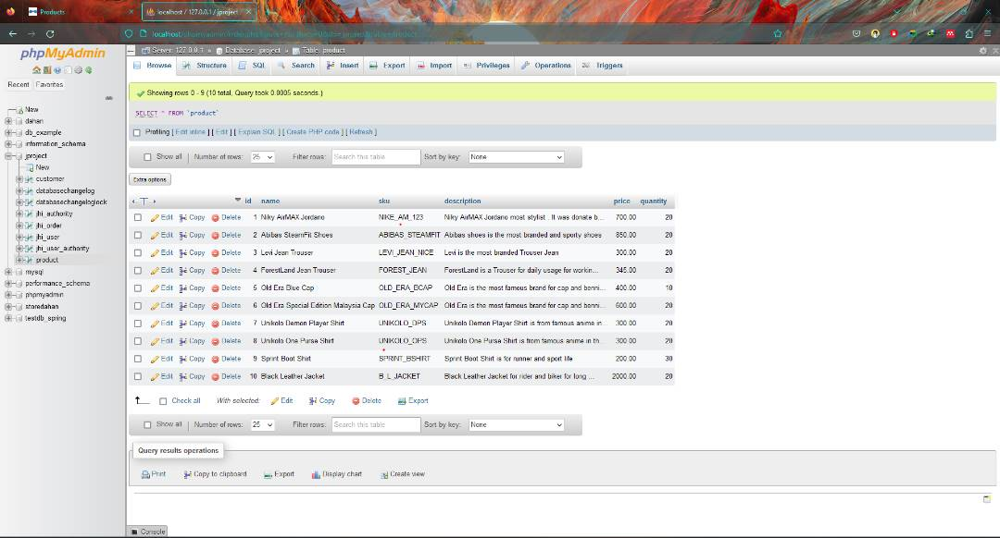 Products
localhost / 127.0.0.1 / jproject
phpMyAdmin
Recent Favorites
New
dahan
db_example
information_schema
jproject
New
customer
databasechangelog
databasechangeloglock
jhi_authority
jhi_order
jhi_user
jhi_user_authority
product
mysql
performance_schema
phpmyadmin
storedahan
testdb_spring
Server: 127.0.0.1 » Database: jproject » Table: product
Browse Structure SQL Search Insert Export Import Privileges Operations Triggers
Showing rows 0 - 9 (10 total, Query took 0.0005 seconds.)
SELECT * FROM `product`
Profiling [ Edit inline ] [ Edit ] [ Explain SQL ] [ Create PHP code ] [ Refresh ]
Show all | Number of rows: 25 Filter rows: Search this table Sort by key: None
Extra options
id name sku description price quantity
Edit Copy Delete 1 Niky AirMAX Jordano NIKE_AM_123 Niky AirMAX Jordano most stylist . It was donate b... 700.00 20
Edit Copy Delete 2 Abibas SteamFit Shoes ABIBAS_STEAMFIT Abibas shoes is the most branded and sporty shoes 850.00 20
Edit Copy Delete 3 Levi Jean Trouser LEVI_JEAN_NICE Levi is the most branded Trouser Jean 300.00 20
Edit Copy Delete 4 ForestLand Jean Trouser FOREST_JEAN ForestLand is a Trouser for daily usage for workin... 345.00 20
Edit Copy Delete 5 Old Era Blue Cap OLD_ERA_BCAP Old Era is the most famous brand for cap and benni... 400.00 10
Edit Copy Delete 6 Old Era Special Edition Malaysia Cap OLD_ERA_MYCAP Old Era is the most famous brand for cap and benni... 600.00 20
Edit Copy Delete 7 Unikolo Demon Player Shirt UNIKOLO_DPS Unikolo Demon Player Shirt is from famous anime in... 300.00 20
Edit Copy Delete 8 Unikolo One Purse Shirt UNIKOLO_OPS Unikolo One Purse Shirt is from famous anime in th... 300.00 20
Edit Copy Delete 9 Sprint Boot Shirt SPRINT_BSHIRT Sprint Boot Shirt is for runner and sport life 200.00 30
Edit Copy Delete 10 Black Leather Jacket B_L_JACKET Black Leather Jacket for rider and biker for long ... 2000.00 20
Check all With selected: Edit Copy Delete Export
Show all | Number of rows: 25 Filter rows: Search this table Sort by key: None
Query results operations
Print Copy to clipboard Export Display chart Create view
Console